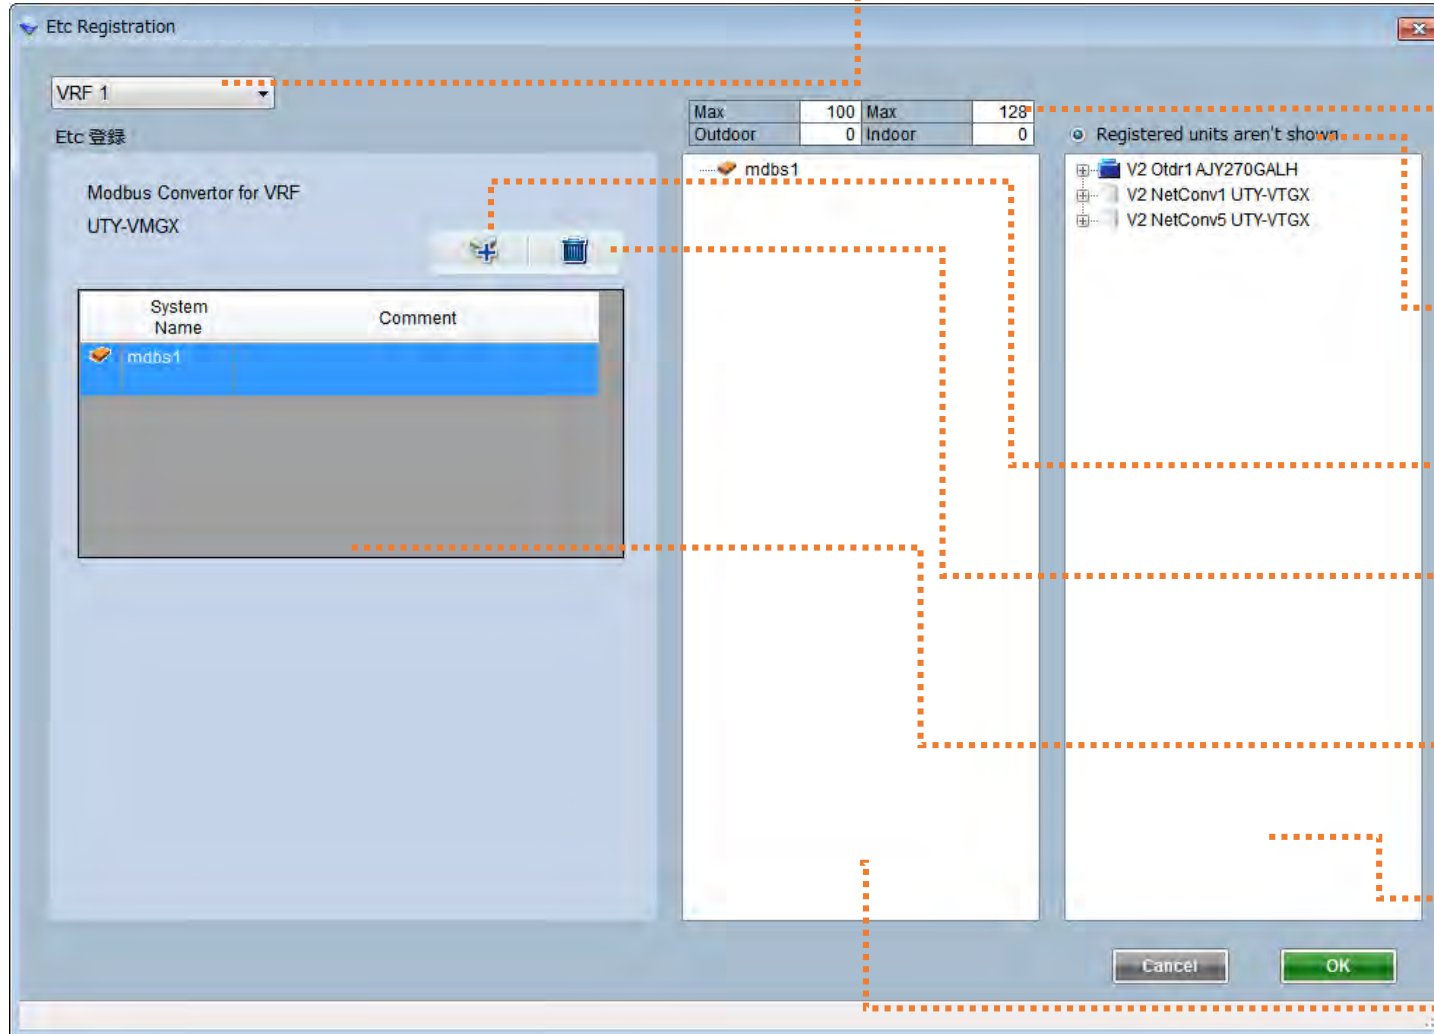 Etc Registration
VRF 1
Etc 登録
Modbus Convertor for VRF
UTY-VMGX
System
Name
Comment
mdbs1
Max 100 Max 128
Outdoor 0 Indoor 0
mdbs1
Registered units aren't shown
V2 Otdr1 AJY270GALH
V2 NetConv1 UTY-VTGX
V2 NetConv5 UTY-VTGX
Cancel
OK